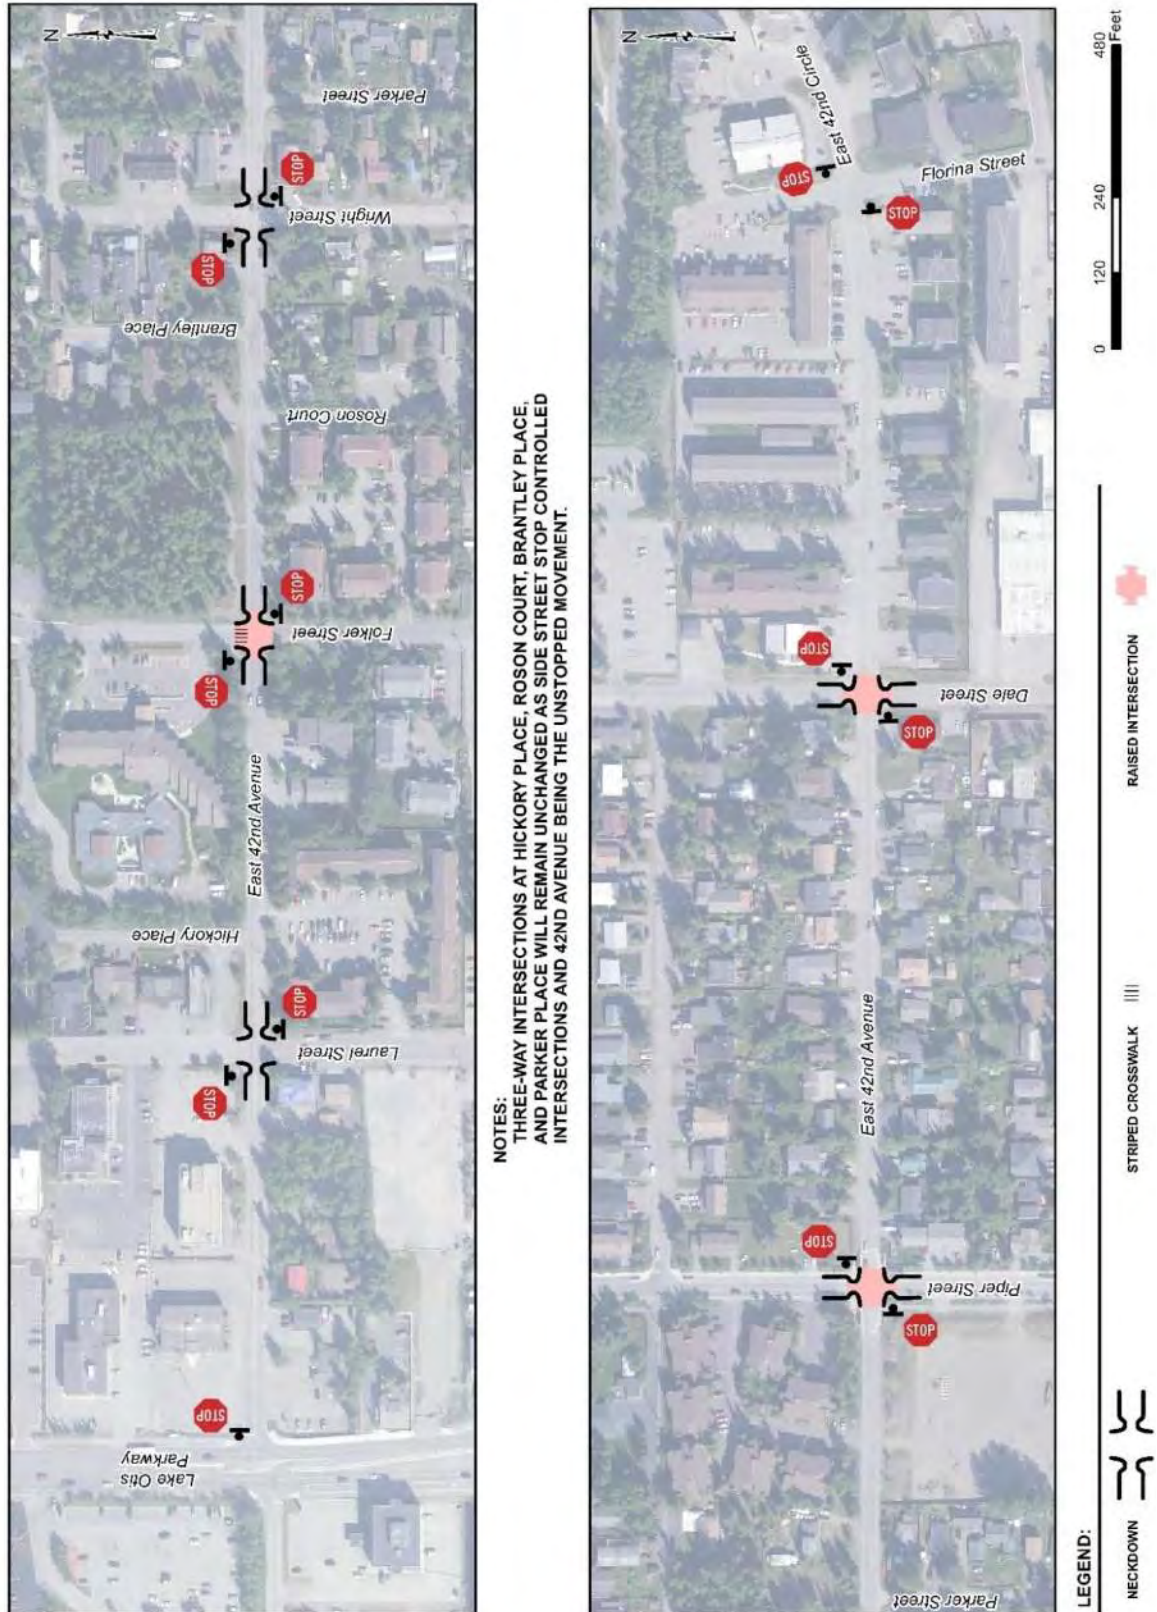 Lake Otis
Parkway
STOP
STOP
Laurel Street
STOP
Hickory Place
East 42nd Avenue
STOP
Folker Street
STOP
Roson Court
Brantley Place
STOP
Wright Street
STOP
Parker Street
N
NOTES:
THREE-WAY INTERSECTIONS AT HICKORY PLACE, ROSON COURT, BRANTLEY PLACE,
AND PARKER PLACE WILL REMAIN UNCHANGED AS SIDE STREET STOP CONTROLLED
INTERSECTIONS AND 42ND AVENUE BEING THE UNSTOPPED MOVEMENT.
Parker Street
STOP
Piper Street
STOP
East 42nd Avenue
STOP
Dale Street
STOP
STOP
East 42nd Circle
STOP
Florina Street
N
LEGEND:
NECKDOWN
STRIPED CROSSWALK
RAISED INTERSECTION
0 120 240 480
Feet